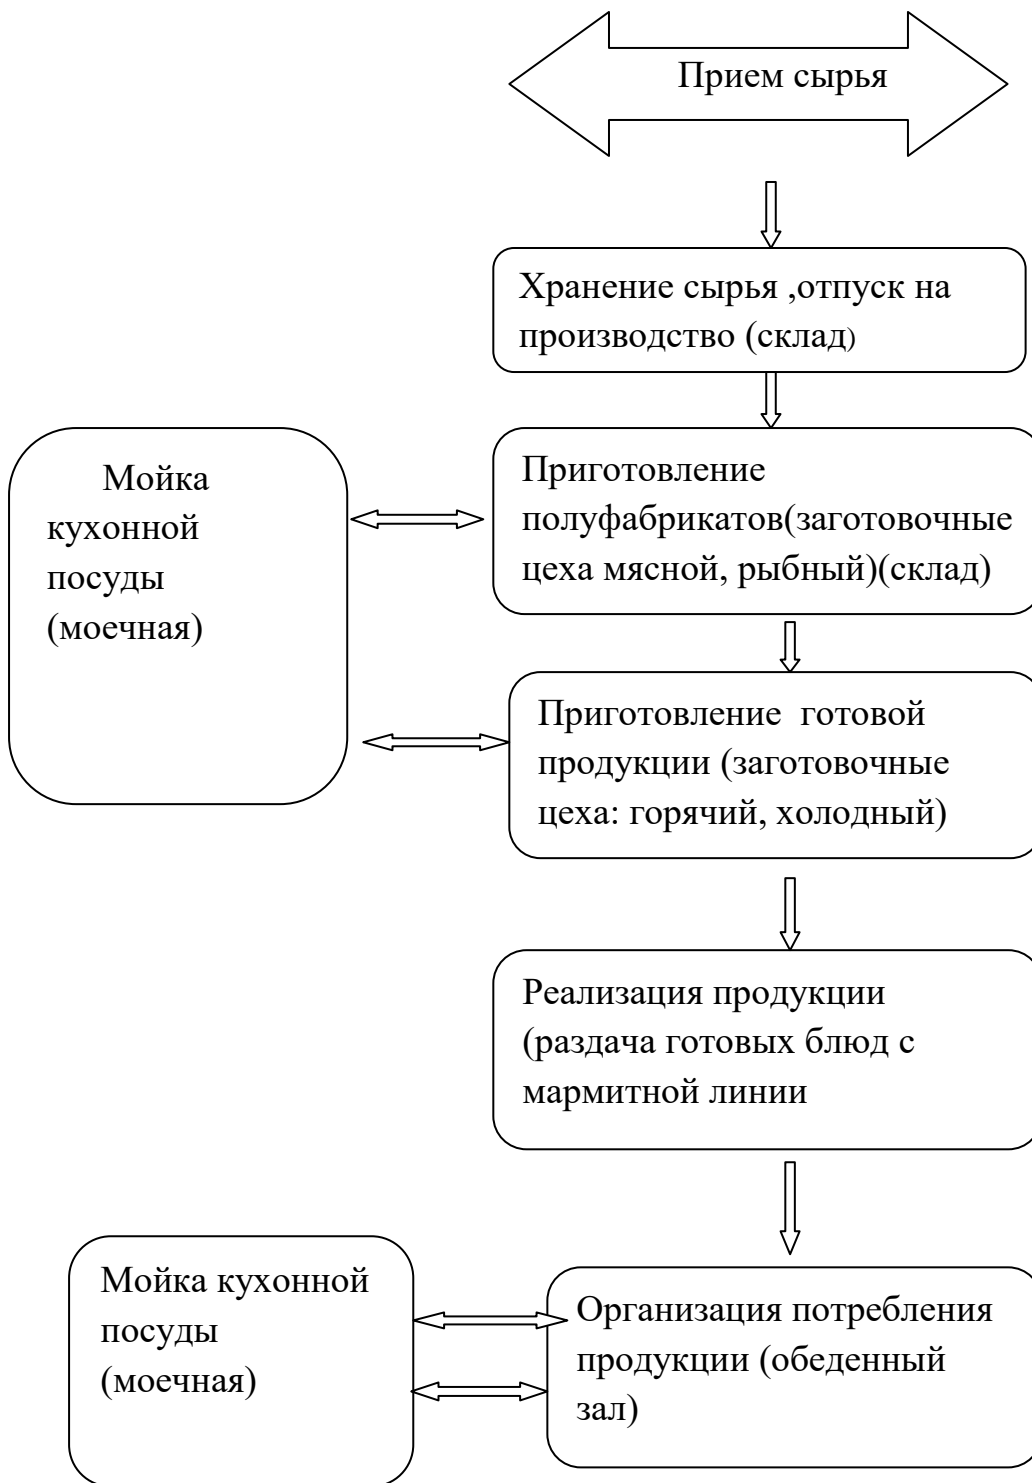 Прием сырья
Хранение сырья ,отпуск на
производство (склад)
Мойка
кухонной
посуды
(моечная)
Приготовление
полуфабрикатов(заготовочные
цеха мясной, рыбный)(склад)
Приготовление готовой
продукции (заготовочные
цеха: горячий, холодный)
Реализация продукции
(раздача готовых блюд с
мармитной линии
Мойка кухонной
посуды
(моечная)
Организация потребления
продукции (обеденный
зал)